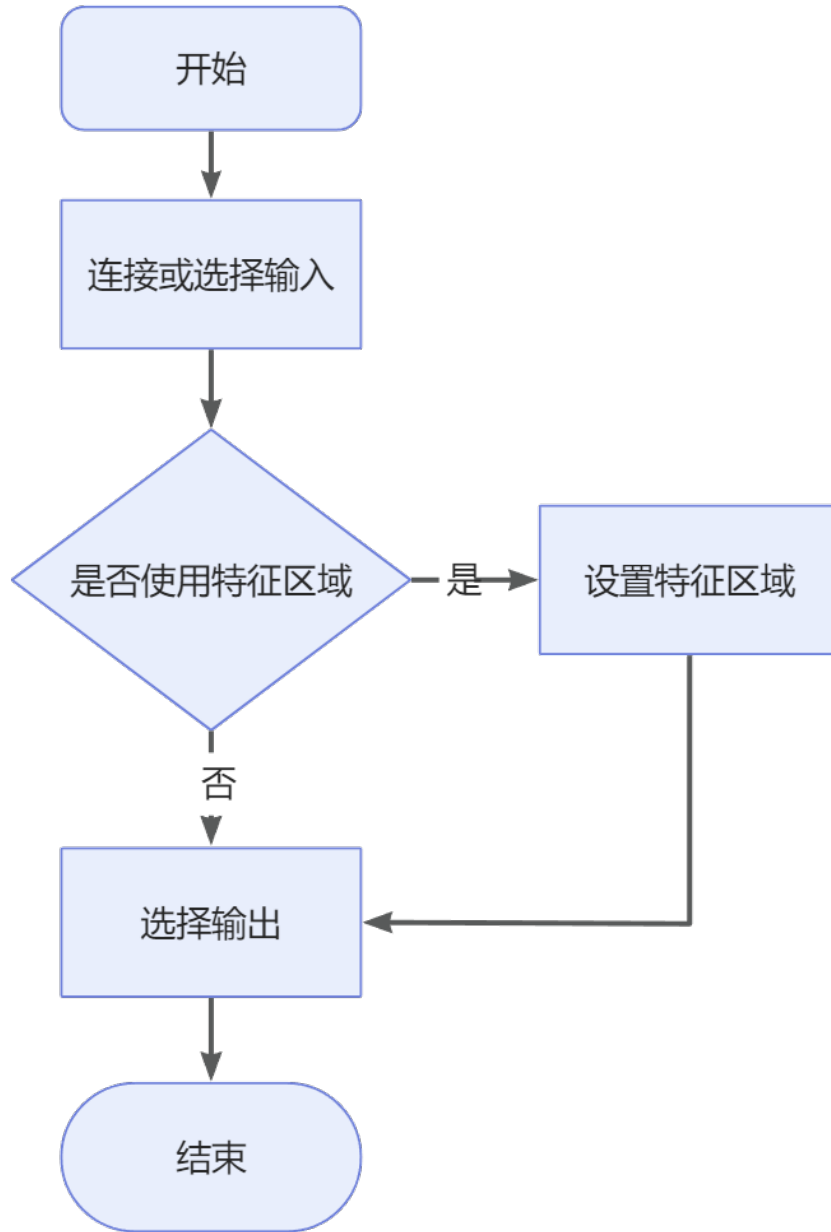 开始
连接或选择输入
是否使用特征区域
是
设置特征区域
否
选择输出
结束